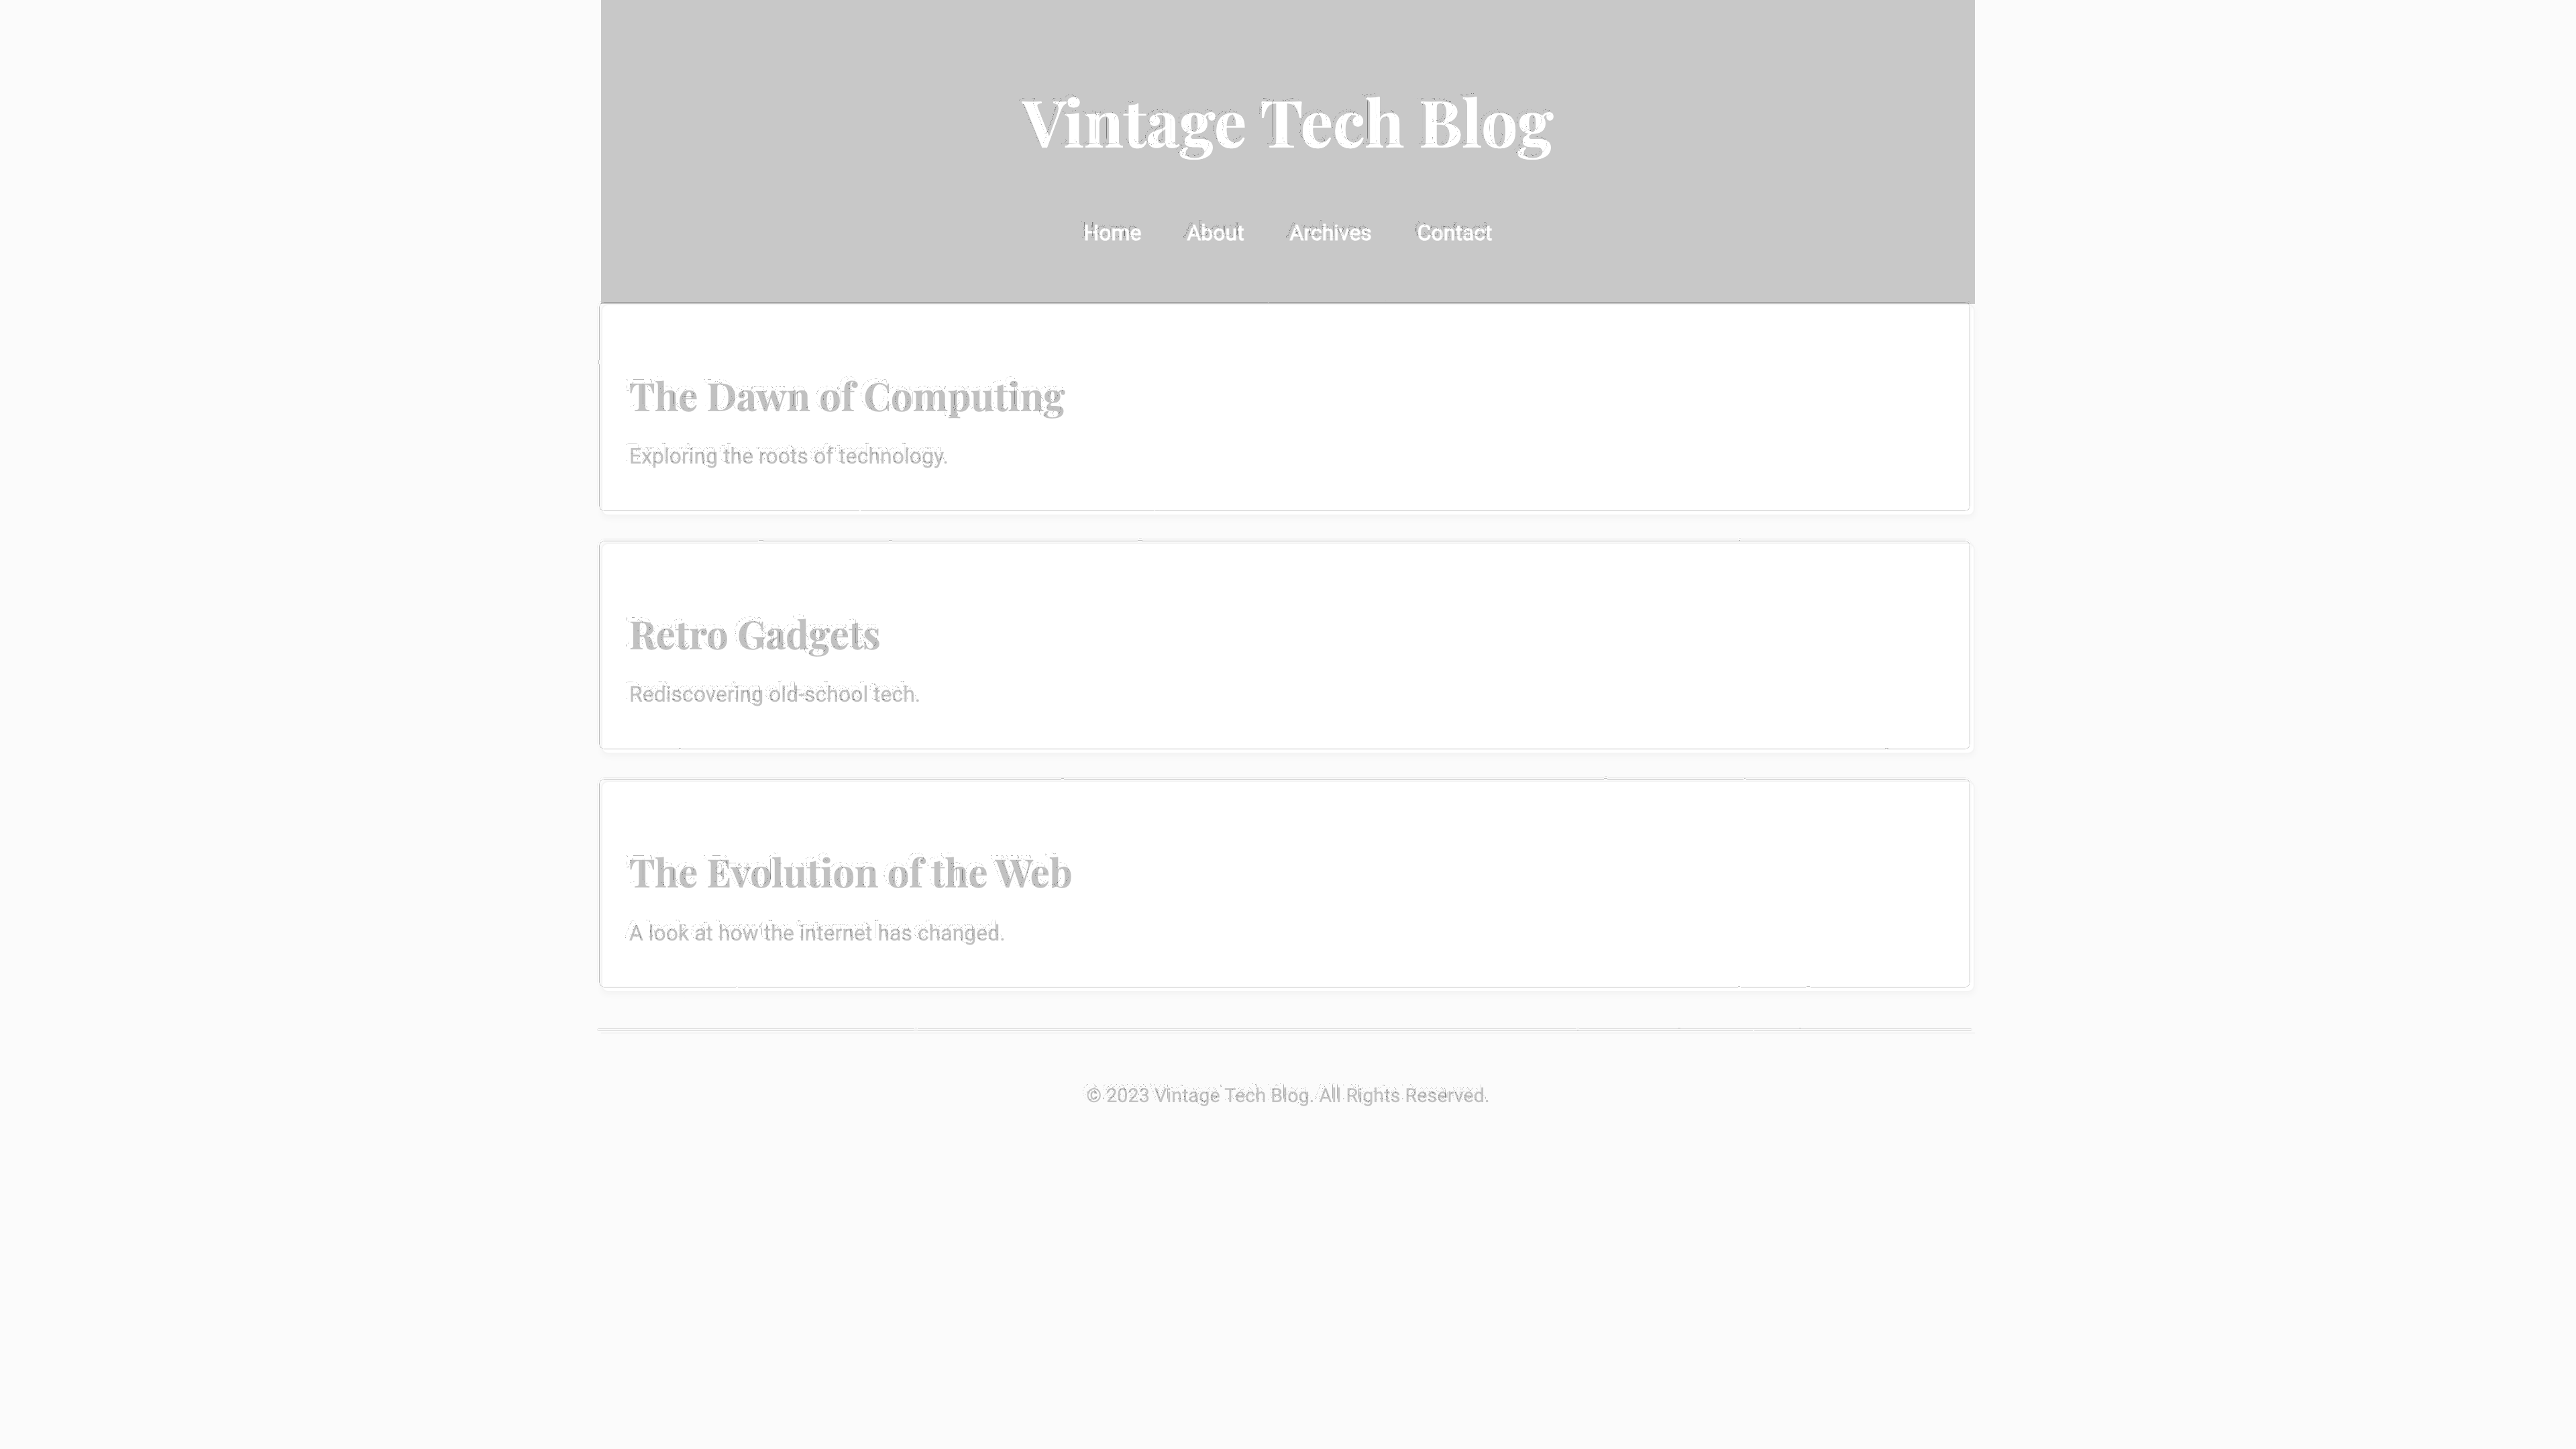 Vintage Tech Blog
Home About Archives Contact
The Dawn of Computing
Exploring the roots of technology.
Retro Gadgets
Rediscovering old-school tech.
The Evolution of the Web
A look at how the internet has changed.
© 2023 Vintage Tech Blog. All Rights Reserved.